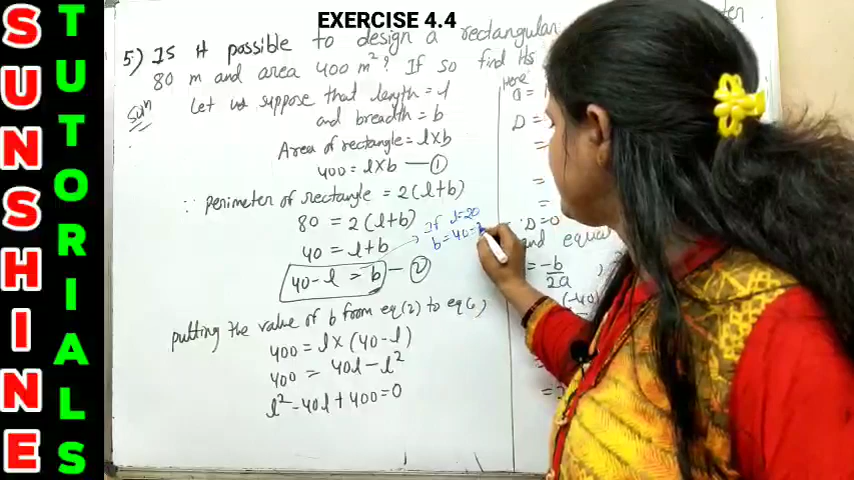 EXERCISE 4.4
SUNSHINE
TUTORIALS
5.) Is it possible to design a rectangular
80 m and area 400 m²? If so find its
Solⁿ
Let us suppose that length = l
and breadth = b
Area of rectangle = l×b
400 = l×b — ①
∵ Perimeter of rectangle = 2(l+b)
80 = 2(l+b)
40 = l+b
40-l = b — ②
If l=20
b = 40-
putting the value of b from eq(2) to eq(
400 = l×(40-l)
400 = 40l-l²
l²-40l+400=0
Here
D =
=
=
=
D=0
and
= -b/2a ,
(-40)